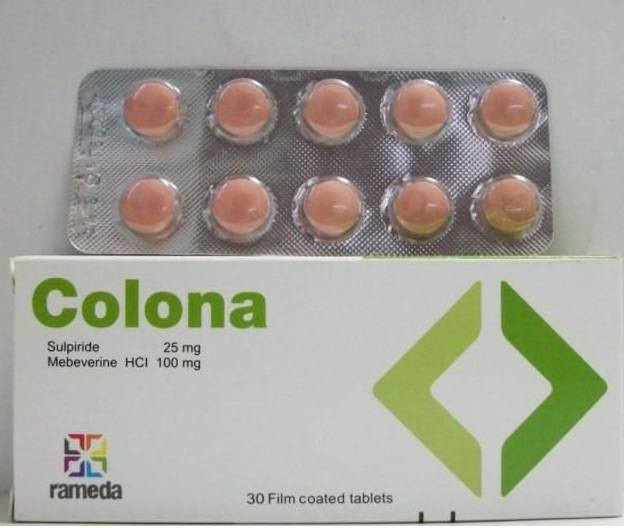 Colona
Sulpiride 25 mg
Mebeverine HCl 100 mg
rameda
30 Film coated tablets